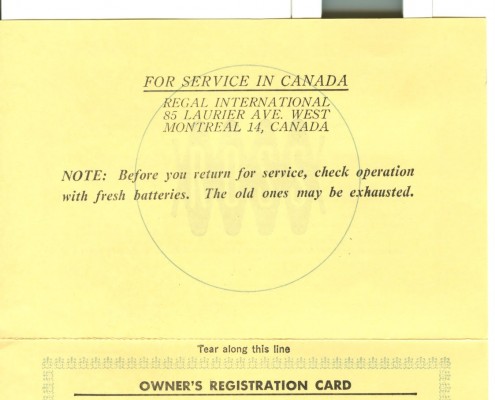 FOR SERVICE IN CANADA
REGAL INTERNATIONAL
85 LAURIER AVE. WEST
MONTREAL 14, CANADA
NOTE: Before you return for service, check operation
with fresh batteries. The old ones may be exhausted.
Tear along this line
OWNER'S REGISTRATION CARD